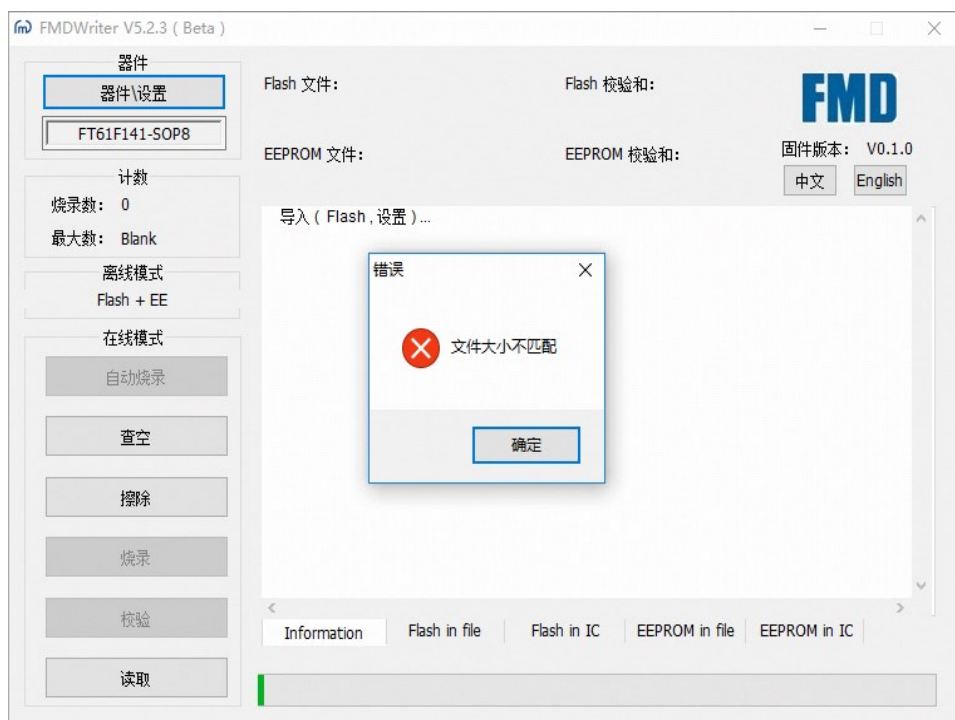 FMDWriter V5.2.3 ( Beta )
器件
器件\设置
FT61F141-SOP8
计数
烧录数： 0
最大数： Blank
离线模式
Flash + EE
在线模式
自动烧录
查空
擦除
烧录
校验
读取
Flash 文件：
Flash 校验和：
EEPROM 文件：
EEPROM 校验和：
FMD
固件版本： V0.1.0
中文
English
导入 ( Flash , 设置 ) ...
错误
文件大小不匹配
确定
Information
Flash in file
Flash in IC
EEPROM in file
EEPROM in IC